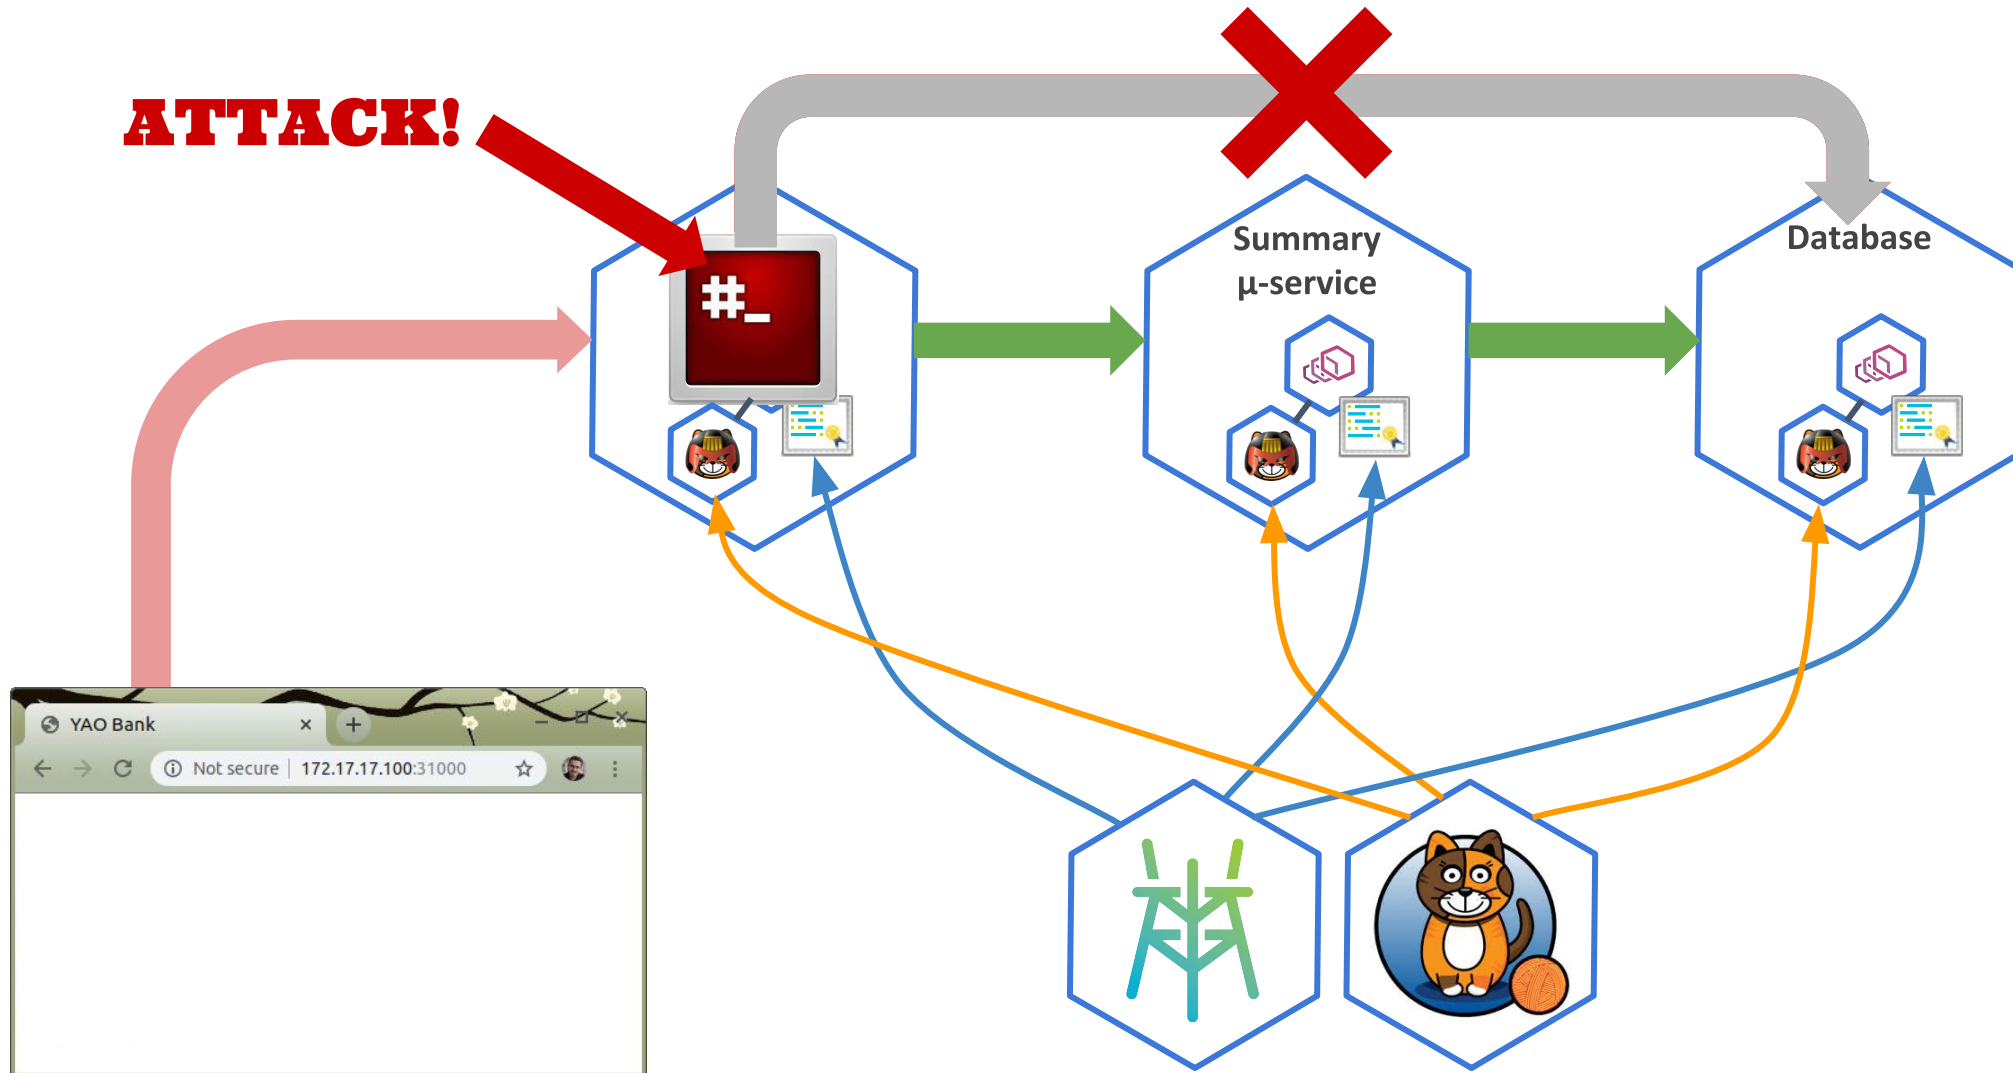 ATTACK!
#_
Summary
μ-service
Database
YAO Bank
Not secure | 172.17.17.100:31000